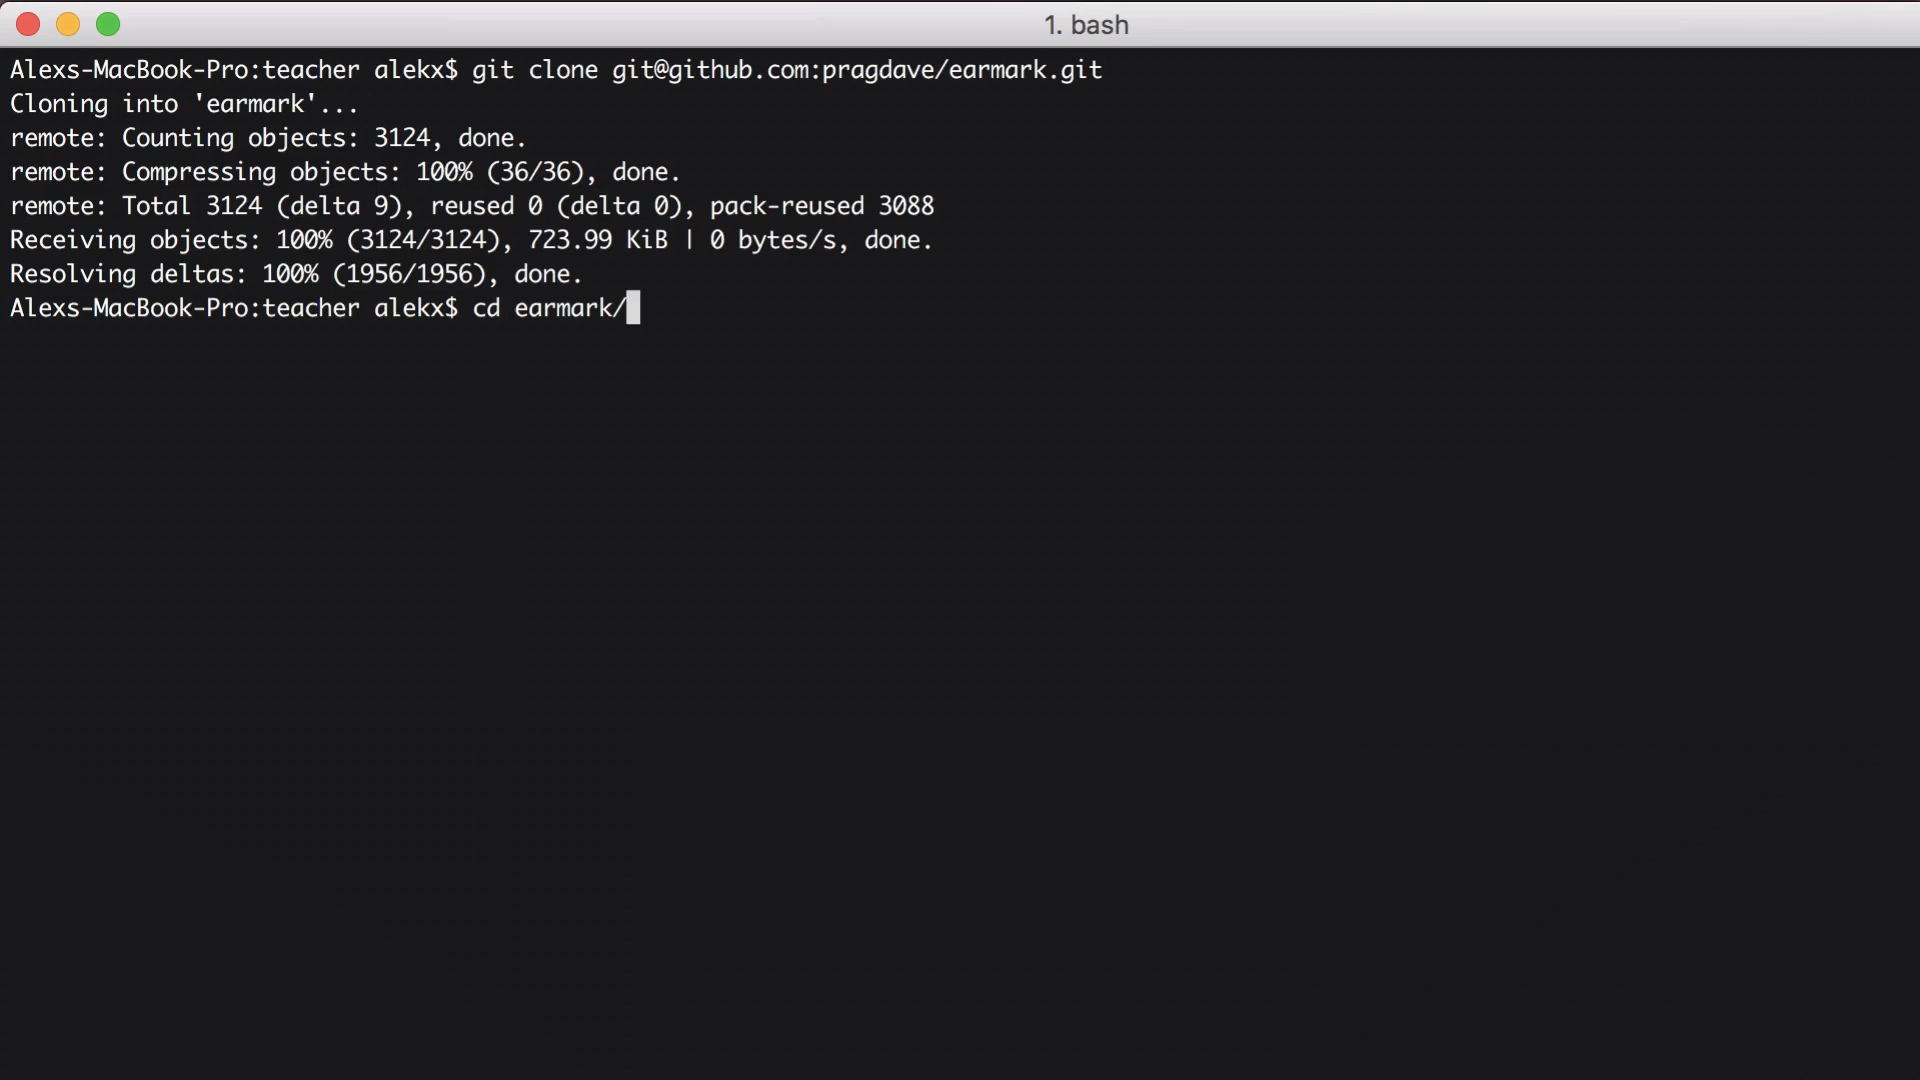 1. bash
Alexs-MacBook-Pro:teacher alekx$ git clone git@github.com:pragdave/earmark.git
Cloning into 'earmark'...
remote: Counting objects: 3124, done.
remote: Compressing objects: 100% (36/36), done.
remote: Total 3124 (delta 9), reused 0 (delta 0), pack-reused 3088
Receiving objects: 100% (3124/3124), 723.99 KiB | 0 bytes/s, done.
Resolving deltas: 100% (1956/1956), done.
Alexs-MacBook-Pro:teacher alekx$ cd earmark/